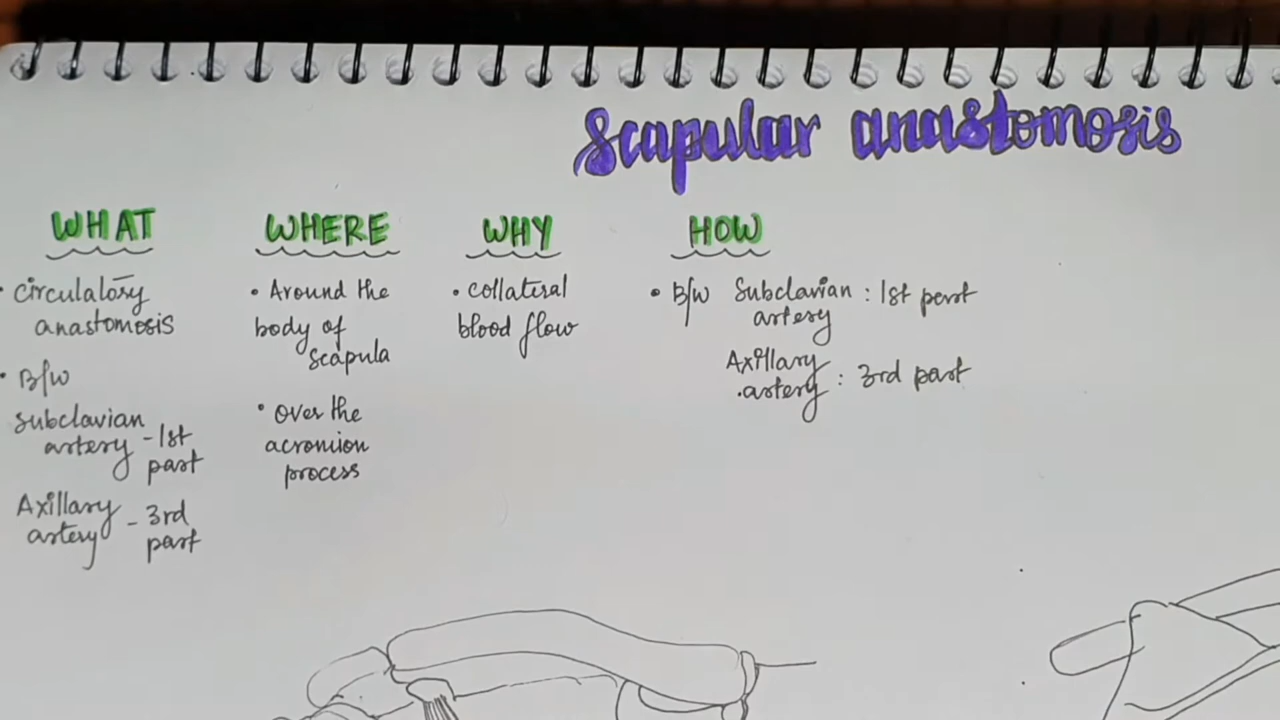 Scapular anastomosis
WHAT
• Circulatory
anastomosis
• B/w
subclavian
artery - 1st
part
Axillary
artery - 3rd
part
WHERE
• Around the
body of
scapula
• over the
acromion
process
WHY
• collateral
blood flow
HOW
• B/w Subclavian : 1st part
artery
Axillary
artery : 3rd part